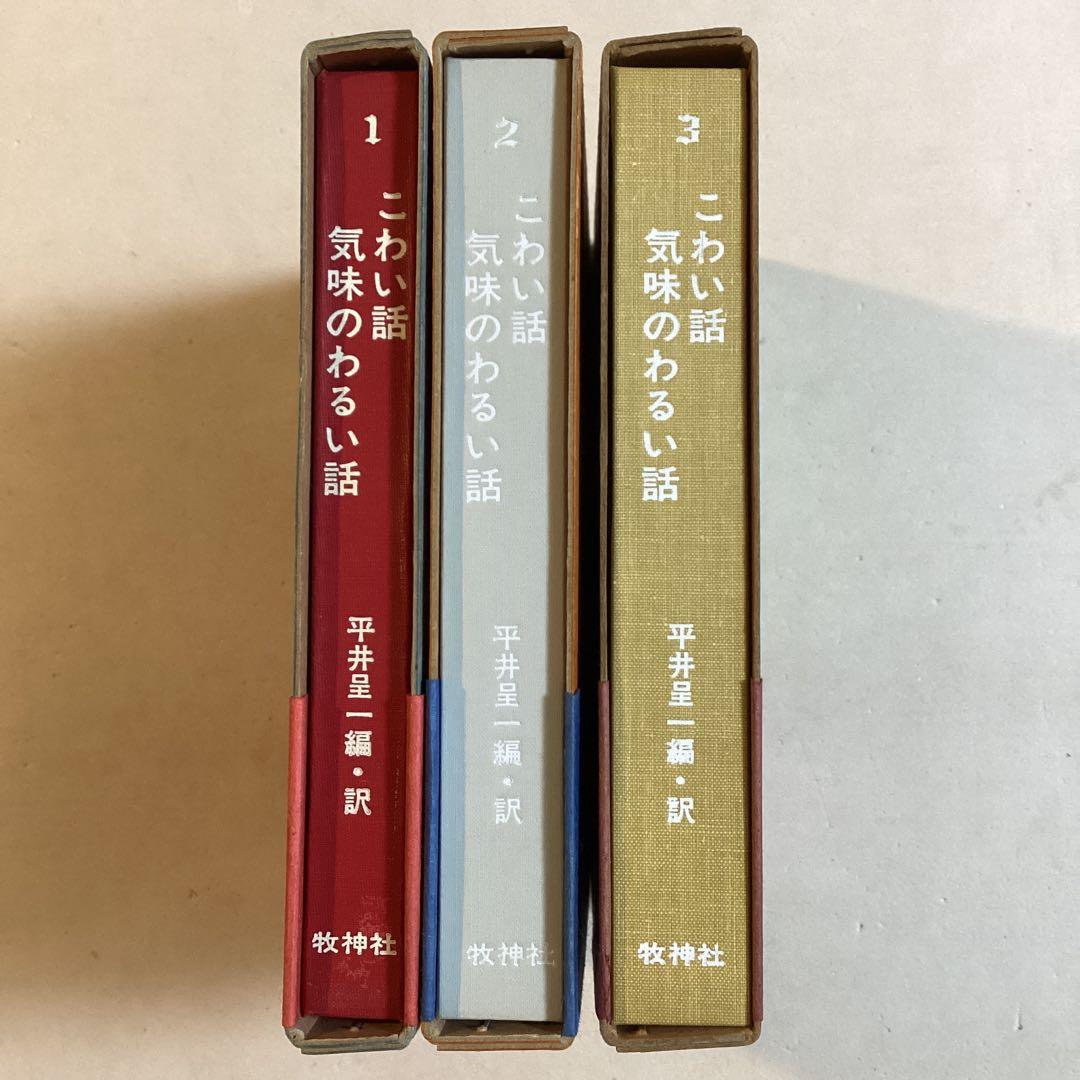 1
こわい話
気味のわるい話
平井呈一編・訳
牧神社
2
こわい話
気味のわるい話
平井呈一編・訳
牧神社
3
こわい話
気味のわるい話
平井呈一編・訳
牧神社